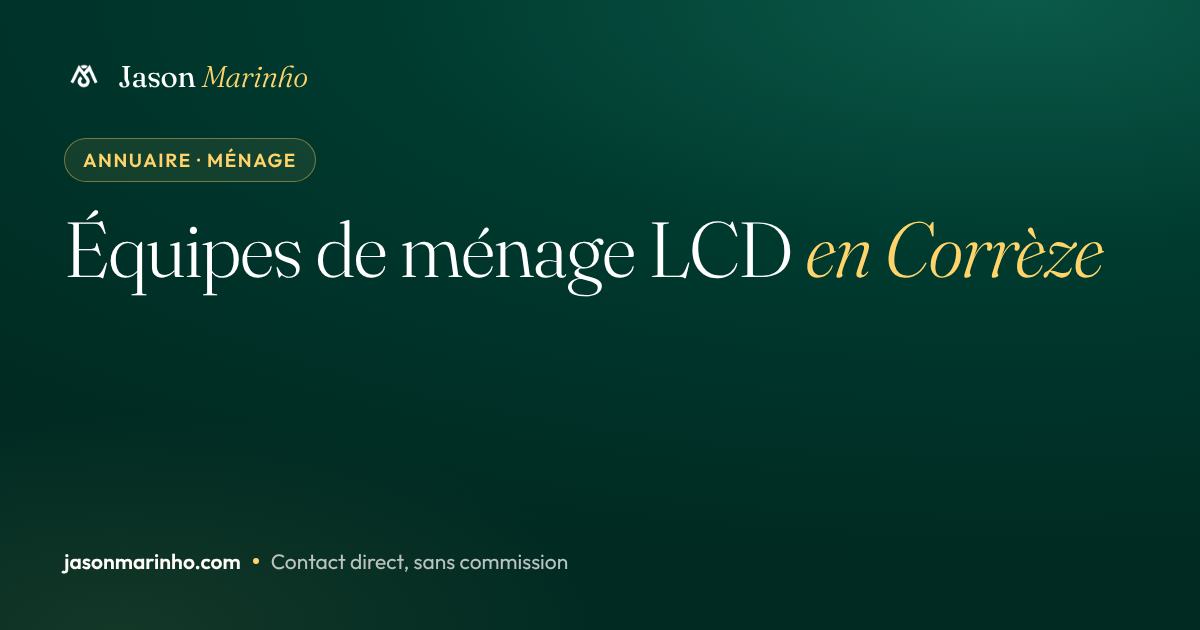 Jason Marinho
ANNUAIRE · MÉNAGE
Équipes de ménage LCD en Corrèze
jasonmarinho.com • Contact direct, sans commission